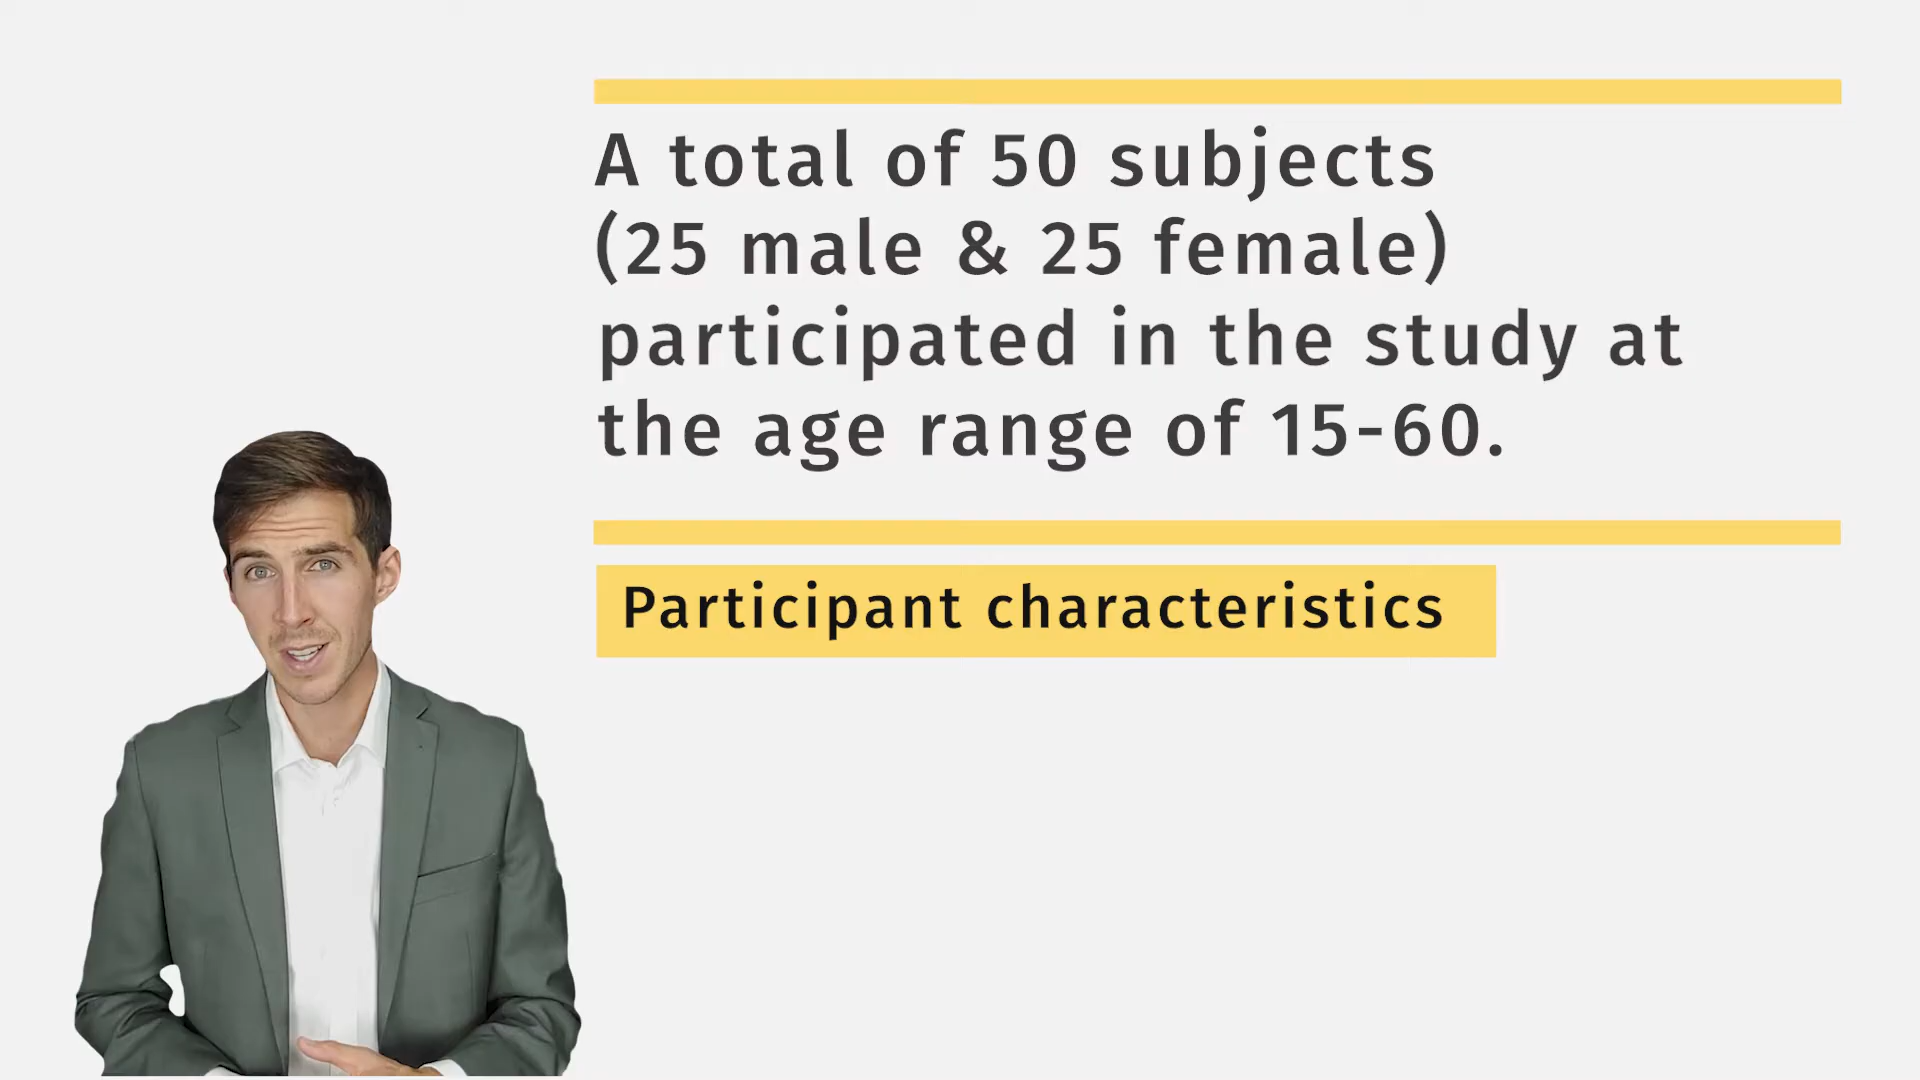 A total of 50 subjects
(25 male & 25 female)
participated in the study at
the age range of 15-60.
Participant characteristics